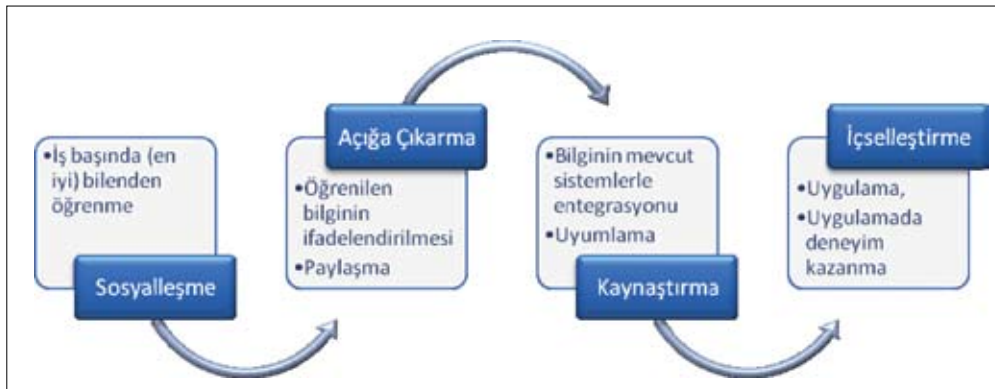 •İş başında (en
iyi) bilenden
öğrenme
Sosyalleşme
Açığa Çıkarma
•Öğrenilen
bilginin
ifadelendirilmesi
•Paylaşma
•Bilginin mevcut
sistemlerle
entegrasyonu
•Uyumlama
Kaynaştırma
İçselleştirme
•Uygulama,
•Uygulamada
deneyim
kazanma